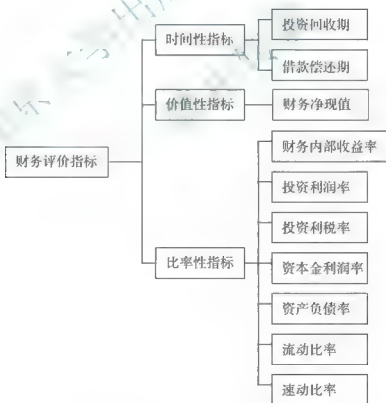 财务评价指标
时间性指标
投资回收期
借款偿还期
价值性指标
财务净现值
比率性指标
财务内部收益率
投资利润率
投资利税率
资本金利润率
资产负债率
流动比率
速动比率